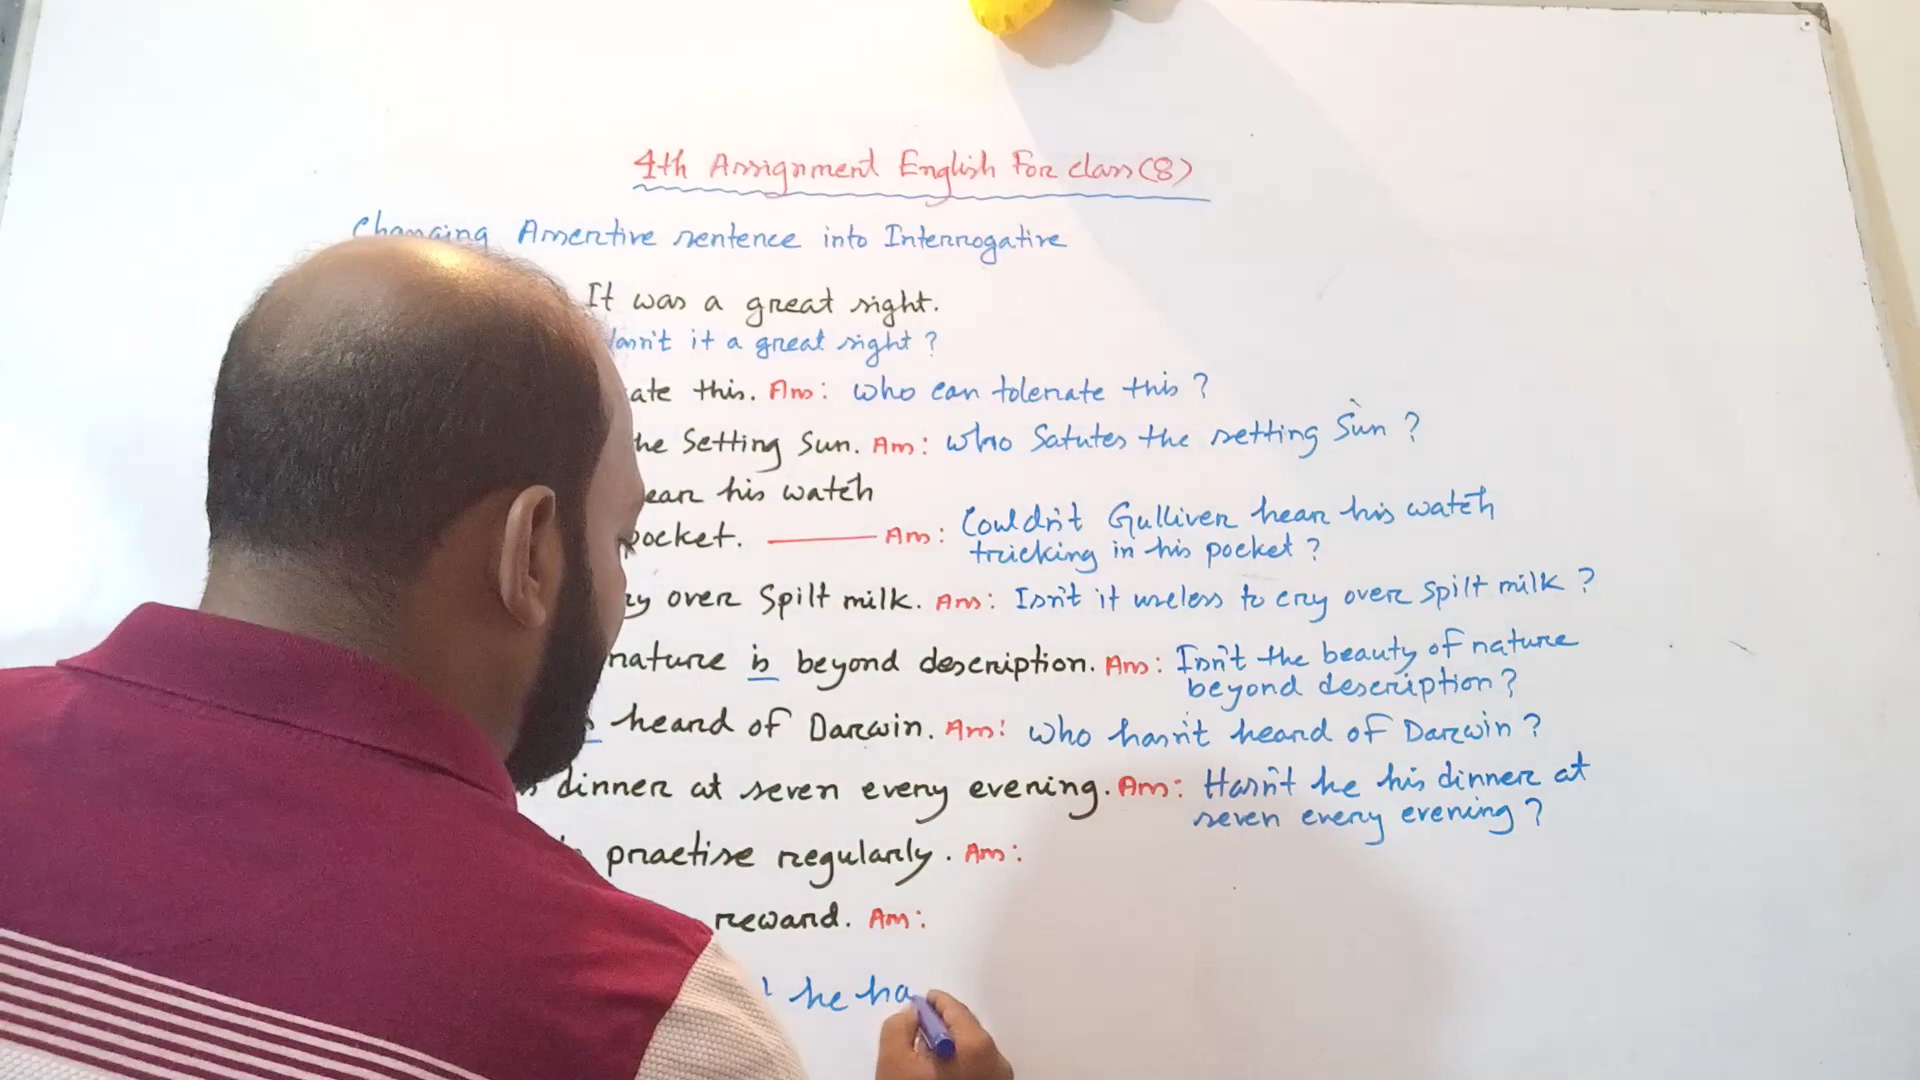 4th Assignment English For class (8)
Changing Assertive sentence into Interrogative
It was a great sight.
Wasn't it a great sight?
ate this. Ans: Who can tolerate this?
he Setting Sun. Ans: Who Salutes the setting Sun?
ear his watch
pocket. Ans: Couldn't Gulliver hear his watch
tricking in his pocket?
ry over Spilt milk. Ans: Isn't it useless to cry over spilt milk?
nature is beyond description. Ans: Isn't the beauty of nature
beyond description?
heard of Darwin. Ans: Who hasn't heard of Darwin?
dinner at seven every evening. Ans: Hasn't he his dinner at
seven every evening?
practise regularly. Ans:
reward. Ans:
he ha